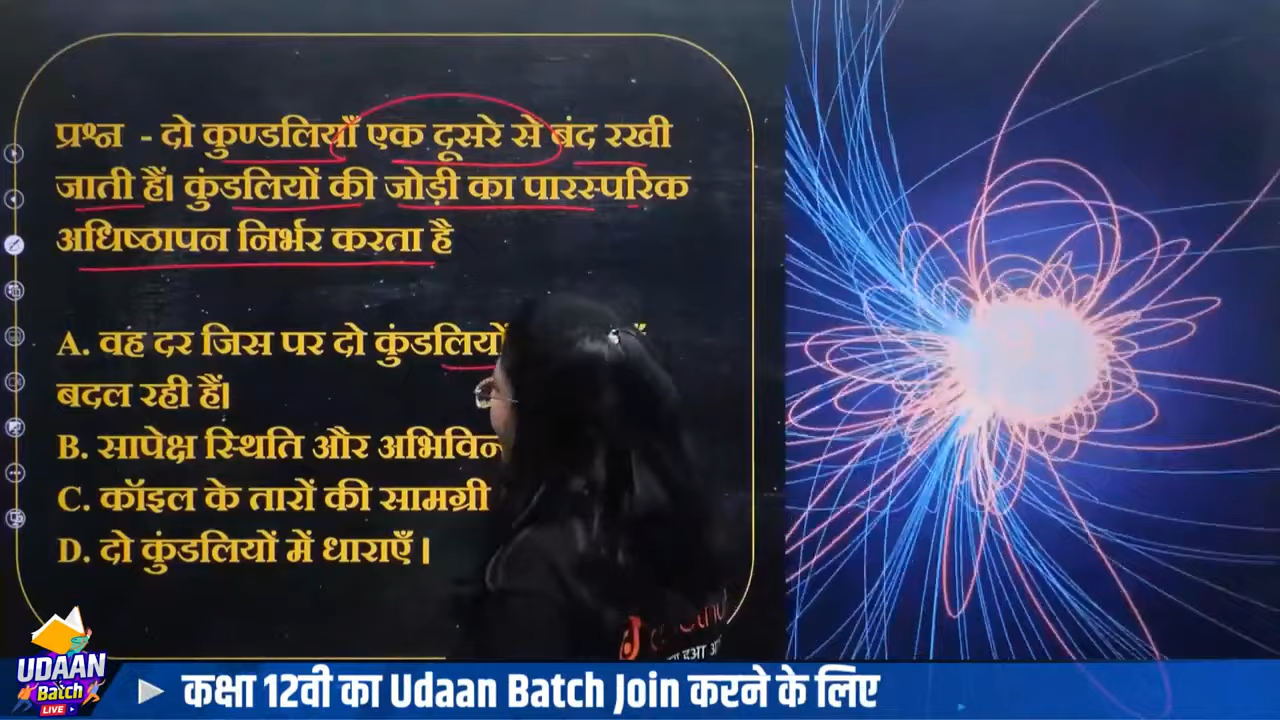 प्रश्न - दो कुण्डलियाँ एक दूसरे से बंद रखी
जाती हैं। कुंडलियों की जोड़ी का पारस्परिक
अधिष्ठापन निर्भर करता है
A. वह दर जिस पर दो कुंडलियों
बदल रही हैं।
B. सापेक्ष स्थिति और
C. कॉइल के तारों की सामग्री
D. दो कुंडलियों में धाराएँ ।
UDAAN
Batch
LIVE
कक्षा 12वी का Udaan Batch Join करने के लिए